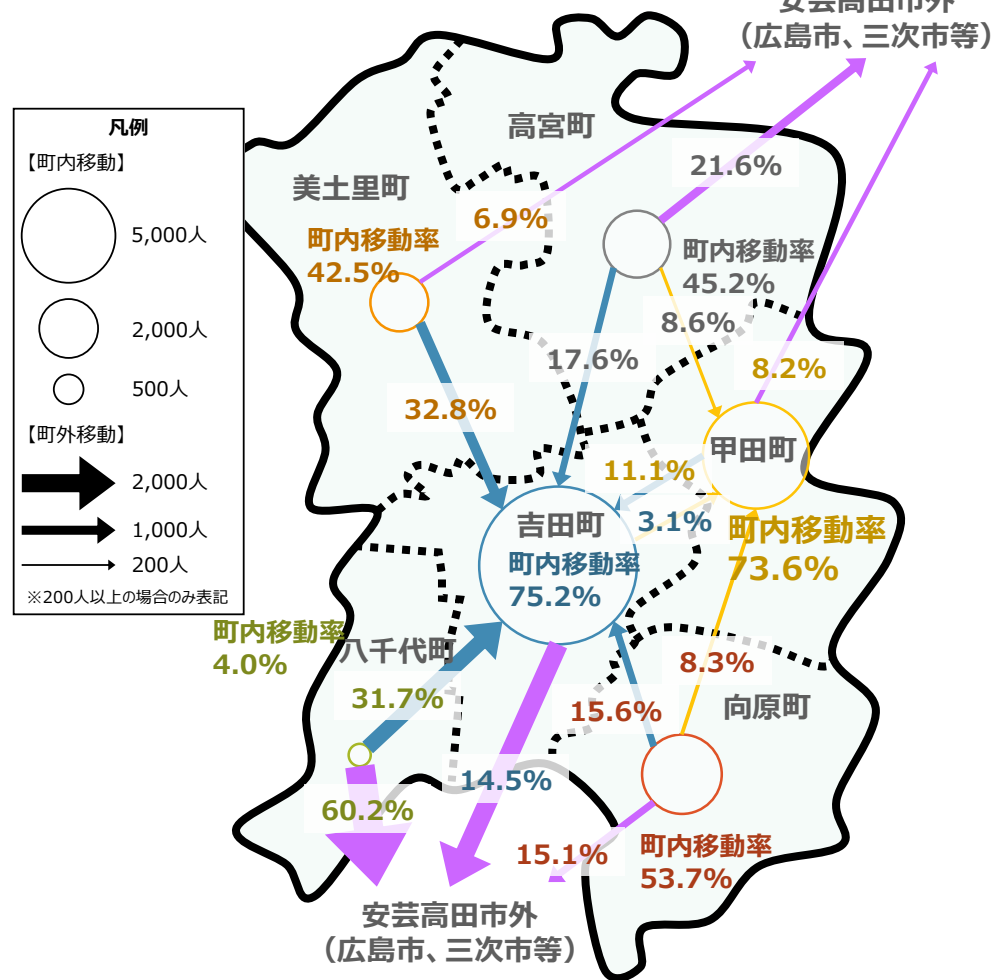 安芸高田市外
（広島市、三次市等）
凡例
【町内移動】
5,000人
2,000人
500人
【町外移動】
2,000人
1,000人
200人
※200人以上の場合のみ表記
高宮町
21.6%
美土里町
6.9%
町内移動率
42.5%
町内移動率
45.2%
8.6%
17.6%
8.2%
32.8%
甲田町
11.1%
3.1%
町内移動率
73.6%
吉田町
町内移動率
75.2%
町内移動率
4.0%
八千代町
31.7%
8.3%
15.6%
向原町
14.5%
60.2%
15.1%
町内移動率
53.7%
安芸高田市外
（広島市、三次市等）